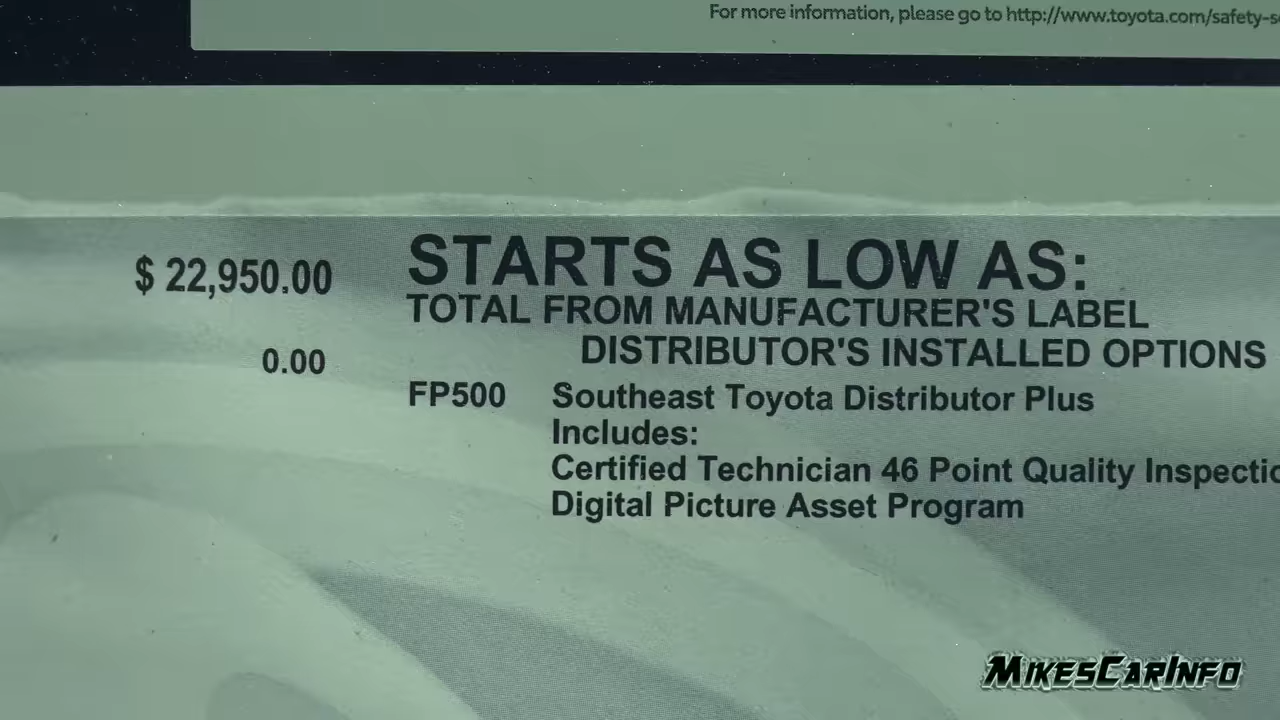 For more information, please go to http://www.toyota.com/safety-s
$ 22,950.00 STARTS AS LOW AS:
TOTAL FROM MANUFACTURER'S LABEL
0.00 DISTRIBUTOR'S INSTALLED OPTIONS
FP500 Southeast Toyota Distributor Plus
Includes:
Certified Technician 46 Point Quality Inspectio
Digital Picture Asset Program
MIKESCARINFO